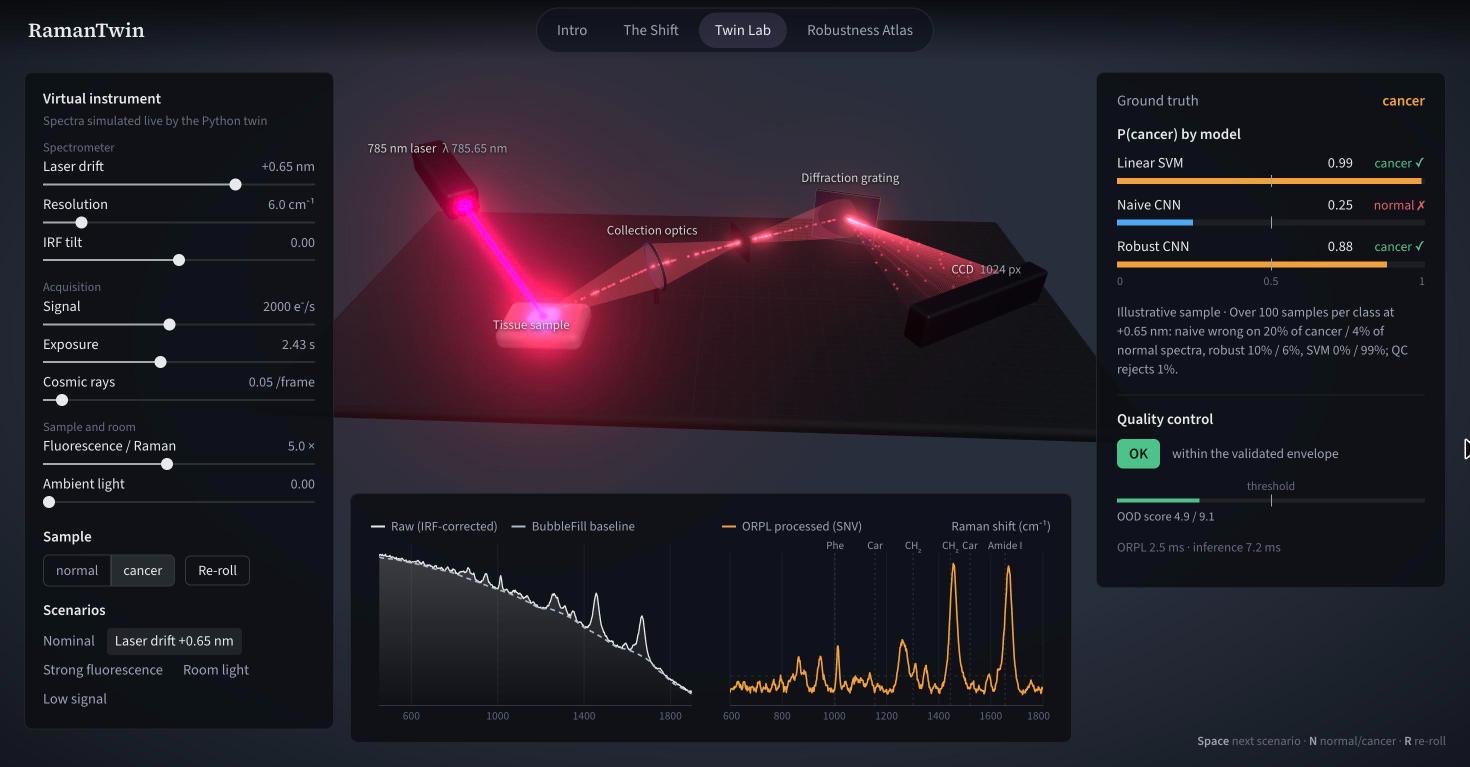 RamanTwin
Intro The Shift Twin Lab Robustness Atlas
Virtual instrument
Spectra simulated live by the Python twin
Spectrometer
Laser drift +0.65 nm
Resolution 6.0 cm⁻¹
IRF tilt 0.00
Acquisition
Signal 2000 e⁻/s
Exposure 2.43 s
Cosmic rays 0.05 /frame
Sample and room
Fluorescence / Raman 5.0 ×
Ambient light 0.00
Sample
normal cancer Re-roll
Scenarios
Nominal Laser drift +0.65 nm
Strong fluorescence Room light
Low signal
785 nm laser λ 785.65 nm
Diffraction grating
Collection optics
CCD 1024 px
Tissue sample
Raw (IRF-corrected) BubbleFill baseline
600 1000 1400 1800
ORPL processed (SNV) Raman shift (cm⁻¹)
Phe Car CH₂ CH₂ Car Amide I
600 800 1000 1200 1400 1600 1800
Ground truth cancer
P(cancer) by model
Linear SVM 0.99 cancer ✓
Naive CNN 0.25 normal ✗
Robust CNN 0.88 cancer ✓
0 0.5 1
Illustrative sample · Over 100 samples per class at
+0.65 nm: naive wrong on 20% of cancer / 4% of
normal spectra, robust 10% / 6%, SVM 0% / 99%; QC
rejects 1%.
Quality control
OK within the validated envelope
threshold
OOD score 4.9 / 9.1
ORPL 2.5 ms · inference 7.2 ms
Space next scenario · N normal/cancer · R re-roll